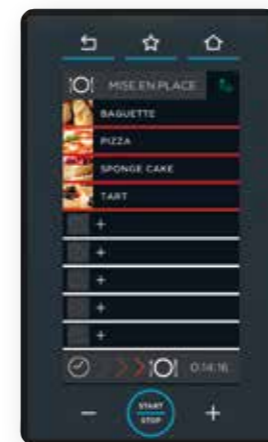 MISE EN PLACE
BAGUETTE
PIZZA
SPONGE CAKE
TART
+
+
+
+
+
0:14:16
−
START
STOP
+